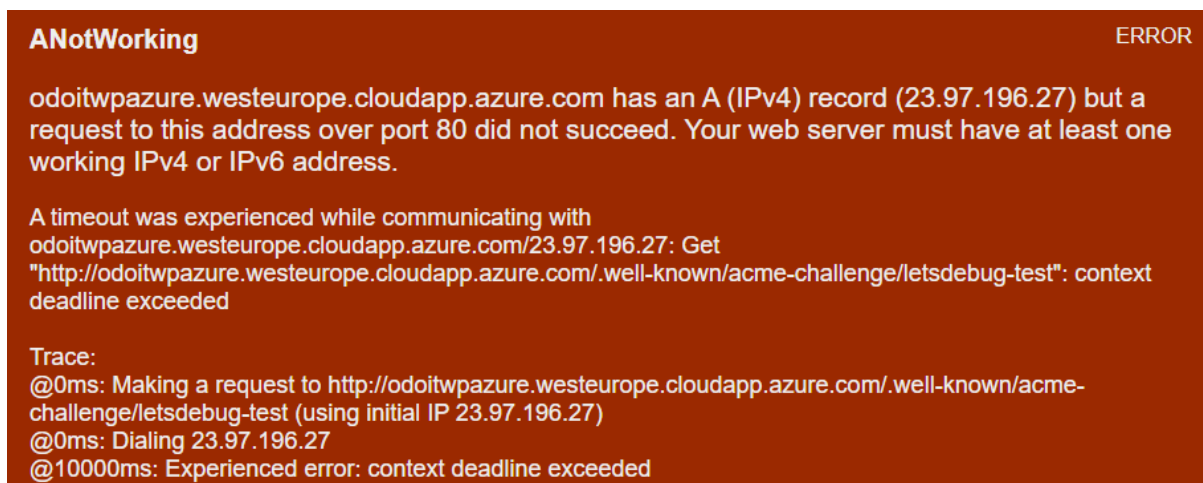 ANotWorking
ERROR
odoitwpazure.westeurope.cloudapp.azure.com has an A (IPv4) record (23.97.196.27) but a
request to this address over port 80 did not succeed. Your web server must have at least one
working IPv4 or IPv6 address.
A timeout was experienced while communicating with
odoitwpazure.westeurope.cloudapp.azure.com/23.97.196.27: Get
"http://odoitwpazure.westeurope.cloudapp.azure.com/.well-known/acme-challenge/letsdebug-test": context
deadline exceeded
Trace:
@0ms: Making a request to http://odoitwpazure.westeurope.cloudapp.azure.com/.well-known/acme-
challenge/letsdebug-test (using initial IP 23.97.196.27)
@0ms: Dialing 23.97.196.27
@10000ms: Experienced error: context deadline exceeded